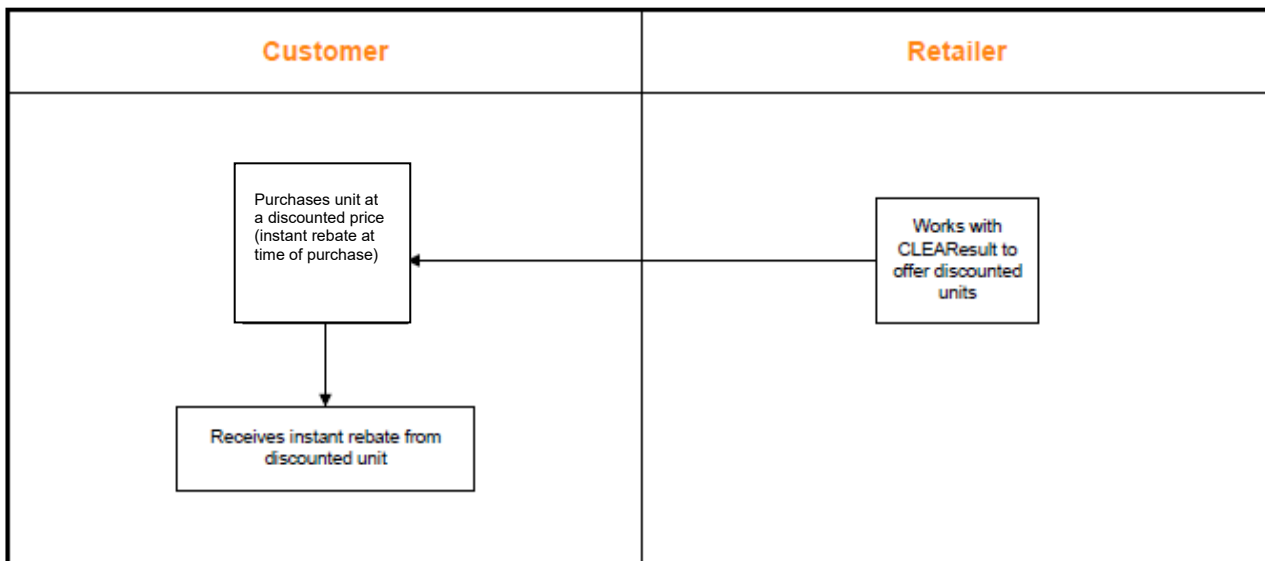 Customer
Retailer
Purchases unit at
a discounted price
(instant rebate at
time of purchase)
Works with
CLEAResult to
offer discounted
units
Receives instant rebate from
discounted unit